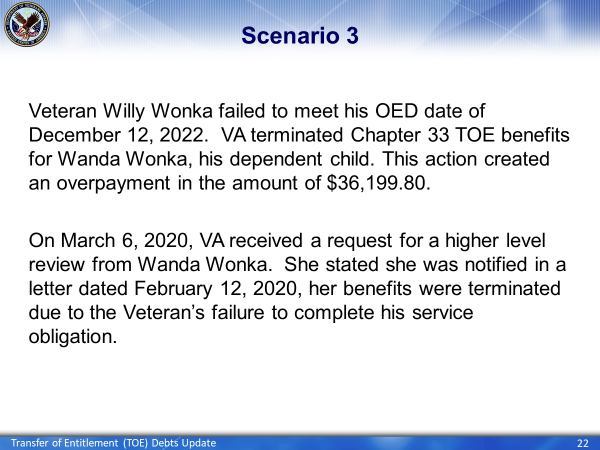 Scenario 3
Veteran Willy Wonka failed to meet his OED date of
December 12, 2022.  VA terminated Chapter 33 TOE benefits
for Wanda Wonka, his dependent child. This action created
an overpayment in the amount of $36,199.80.
On March 6, 2020, VA received a request for a higher level
review from Wanda Wonka.  She stated she was notified in a
letter dated February 12, 2020, her benefits were terminated
due to the Veteran's failure to complete his service
obligation.
Transfer of Entitlement (TOE) Debts Update
22